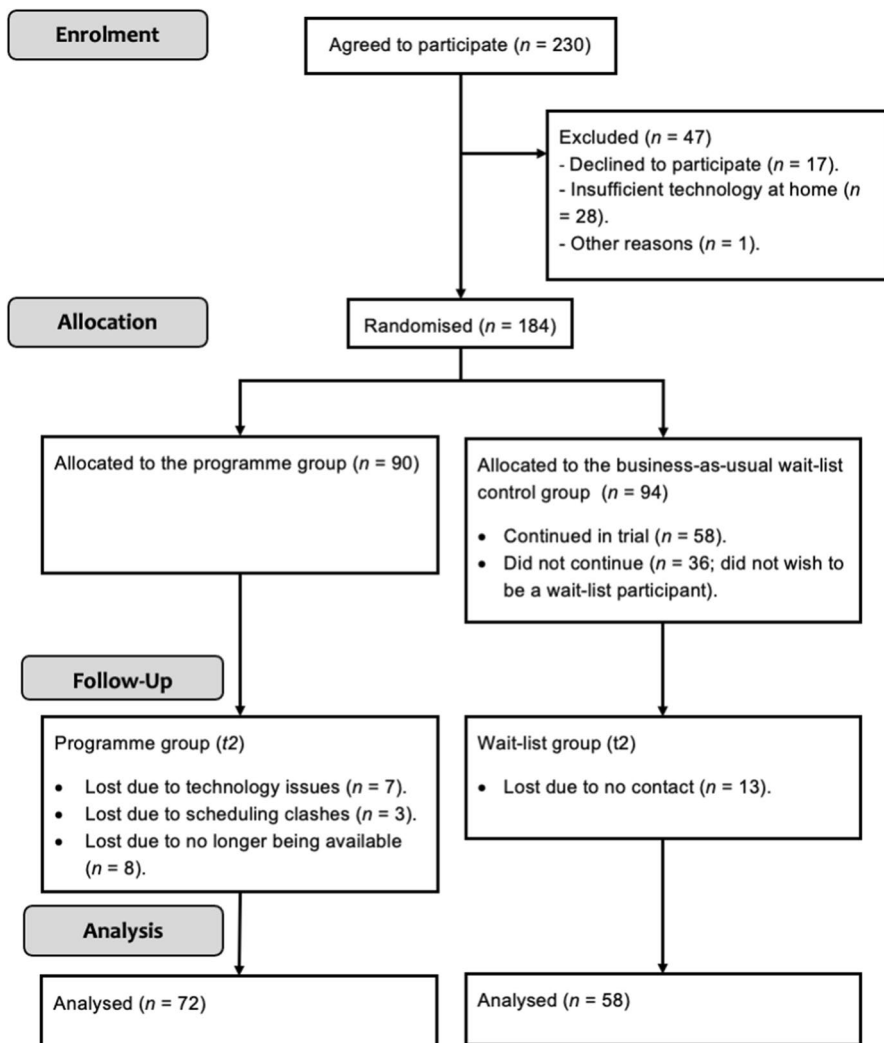 Enrolment
Agreed to participate (n = 230)
Excluded (n = 47)
- Declined to participate (n = 17).
- Insufficient technology at home (n
= 28).
- Other reasons (n = 1).
Allocation
Randomised (n = 184)
Allocated to the programme group (n = 90)
Allocated to the business-as-usual wait-list
control group (n = 94)
• Continued in trial (n = 58).
• Did not continue (n = 36; did not wish to
be a wait-list participant).
Follow-Up
Programme group (t2)
• Lost due to technology issues (n = 7).
• Lost due to scheduling clashes (n = 3).
• Lost due to no longer being available
(n = 8).
Wait-list group (t2)
• Lost due to no contact (n = 13).
Analysis
Analysed (n = 72)
Analysed (n = 58)